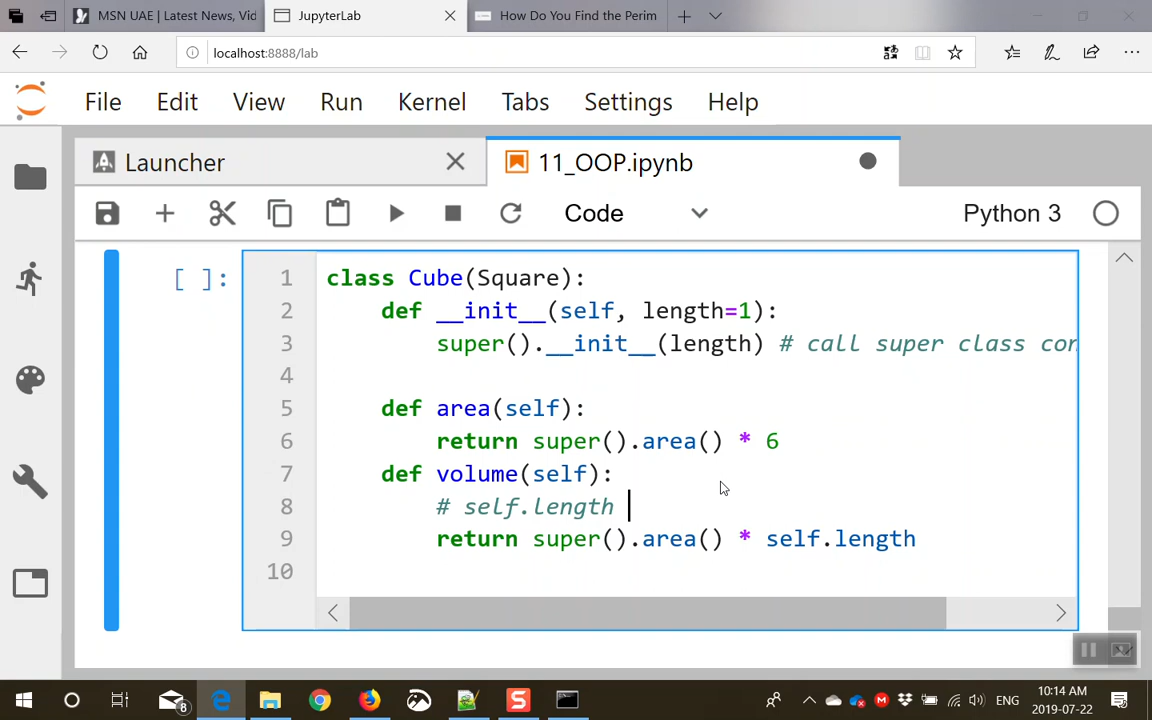 MSN UAE | Latest News, Vid
JupyterLab
How Do You Find the Perim
localhost:8888/lab
File Edit View Run Kernel Tabs Settings Help
Launcher
11_OOP.ipynb
Code
Python 3
[ ]:
1 class Cube(Square):
2 def __init__(self, length=1):
3 super().__init__(length) # call super class con
4
5 def area(self):
6 return super().area() * 6
7 def volume(self):
8 # self.length
9 return super().area() * self.length
10
8
ENG
10:14 AM
2019-07-22